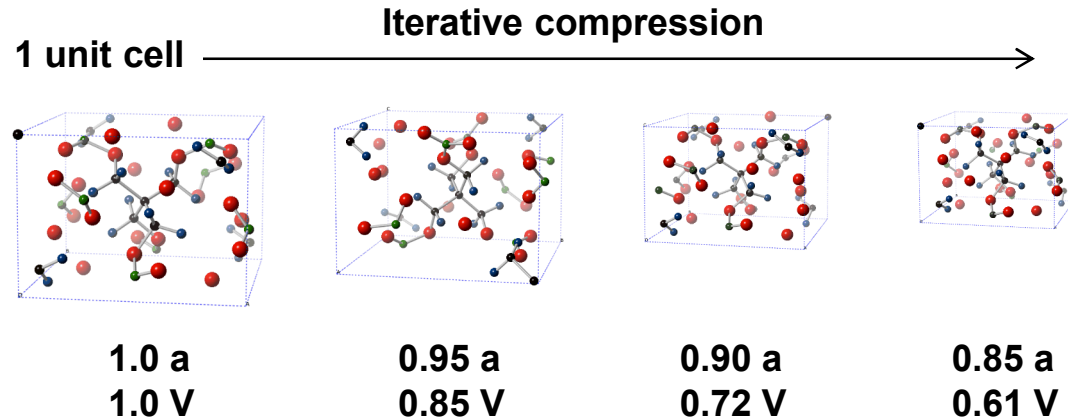 Iterative compression
1 unit cell
1.0 a
1.0 V
0.95 a
0.85 V
0.90 a
0.72 V
0.85 a
0.61 V